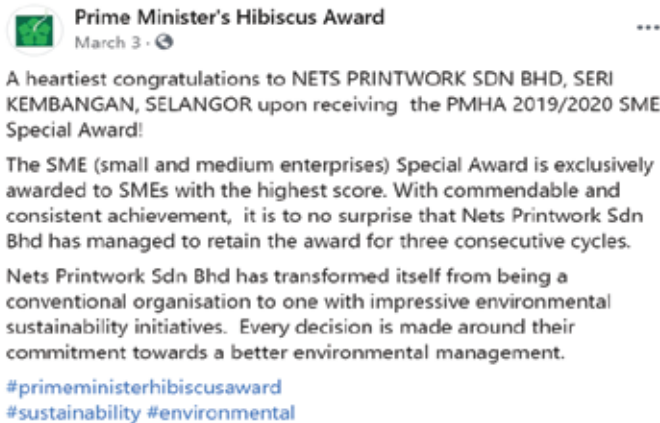 Prime Minister's Hibiscus Award
March 3 ·
A heartiest congratulations to NETS PRINTWORK SDN BHD, SERI
KEMBANGAN, SELANGOR upon receiving the PMHA 2019/2020 SME
Special Award!
The SME (small and medium enterprises) Special Award is exclusively
awarded to SMEs with the highest score. With commendable and
consistent achievement, it is to no surprise that Nets Printwork Sdn
Bhd has managed to retain the award for three consecutive cycles.
Nets Printwork Sdn Bhd has transformed itself from being a
conventional organisation to one with impressive environmental
sustainability initiatives. Every decision is made around their
commitment towards a better environmental management.
#primeministerhibiscusaward
#sustainability #environmental